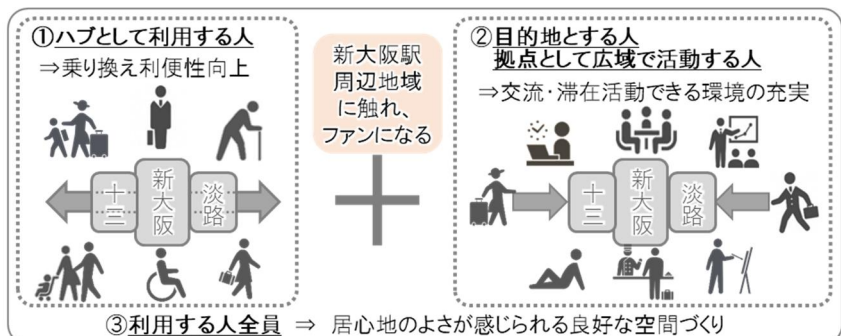 ①ハブとして利用する人
⇒乗り換え利便性向上
十三
新大阪
淡路
新大阪駅
周辺地域
に触れ、
ファンになる
②目的地とする人
拠点として広域で活動する人
⇒交流・滞在活動できる環境の充実
十三
新大阪
淡路
③利用する人全員 ⇒ 居心地のよさが感じられる良好な空間づくり